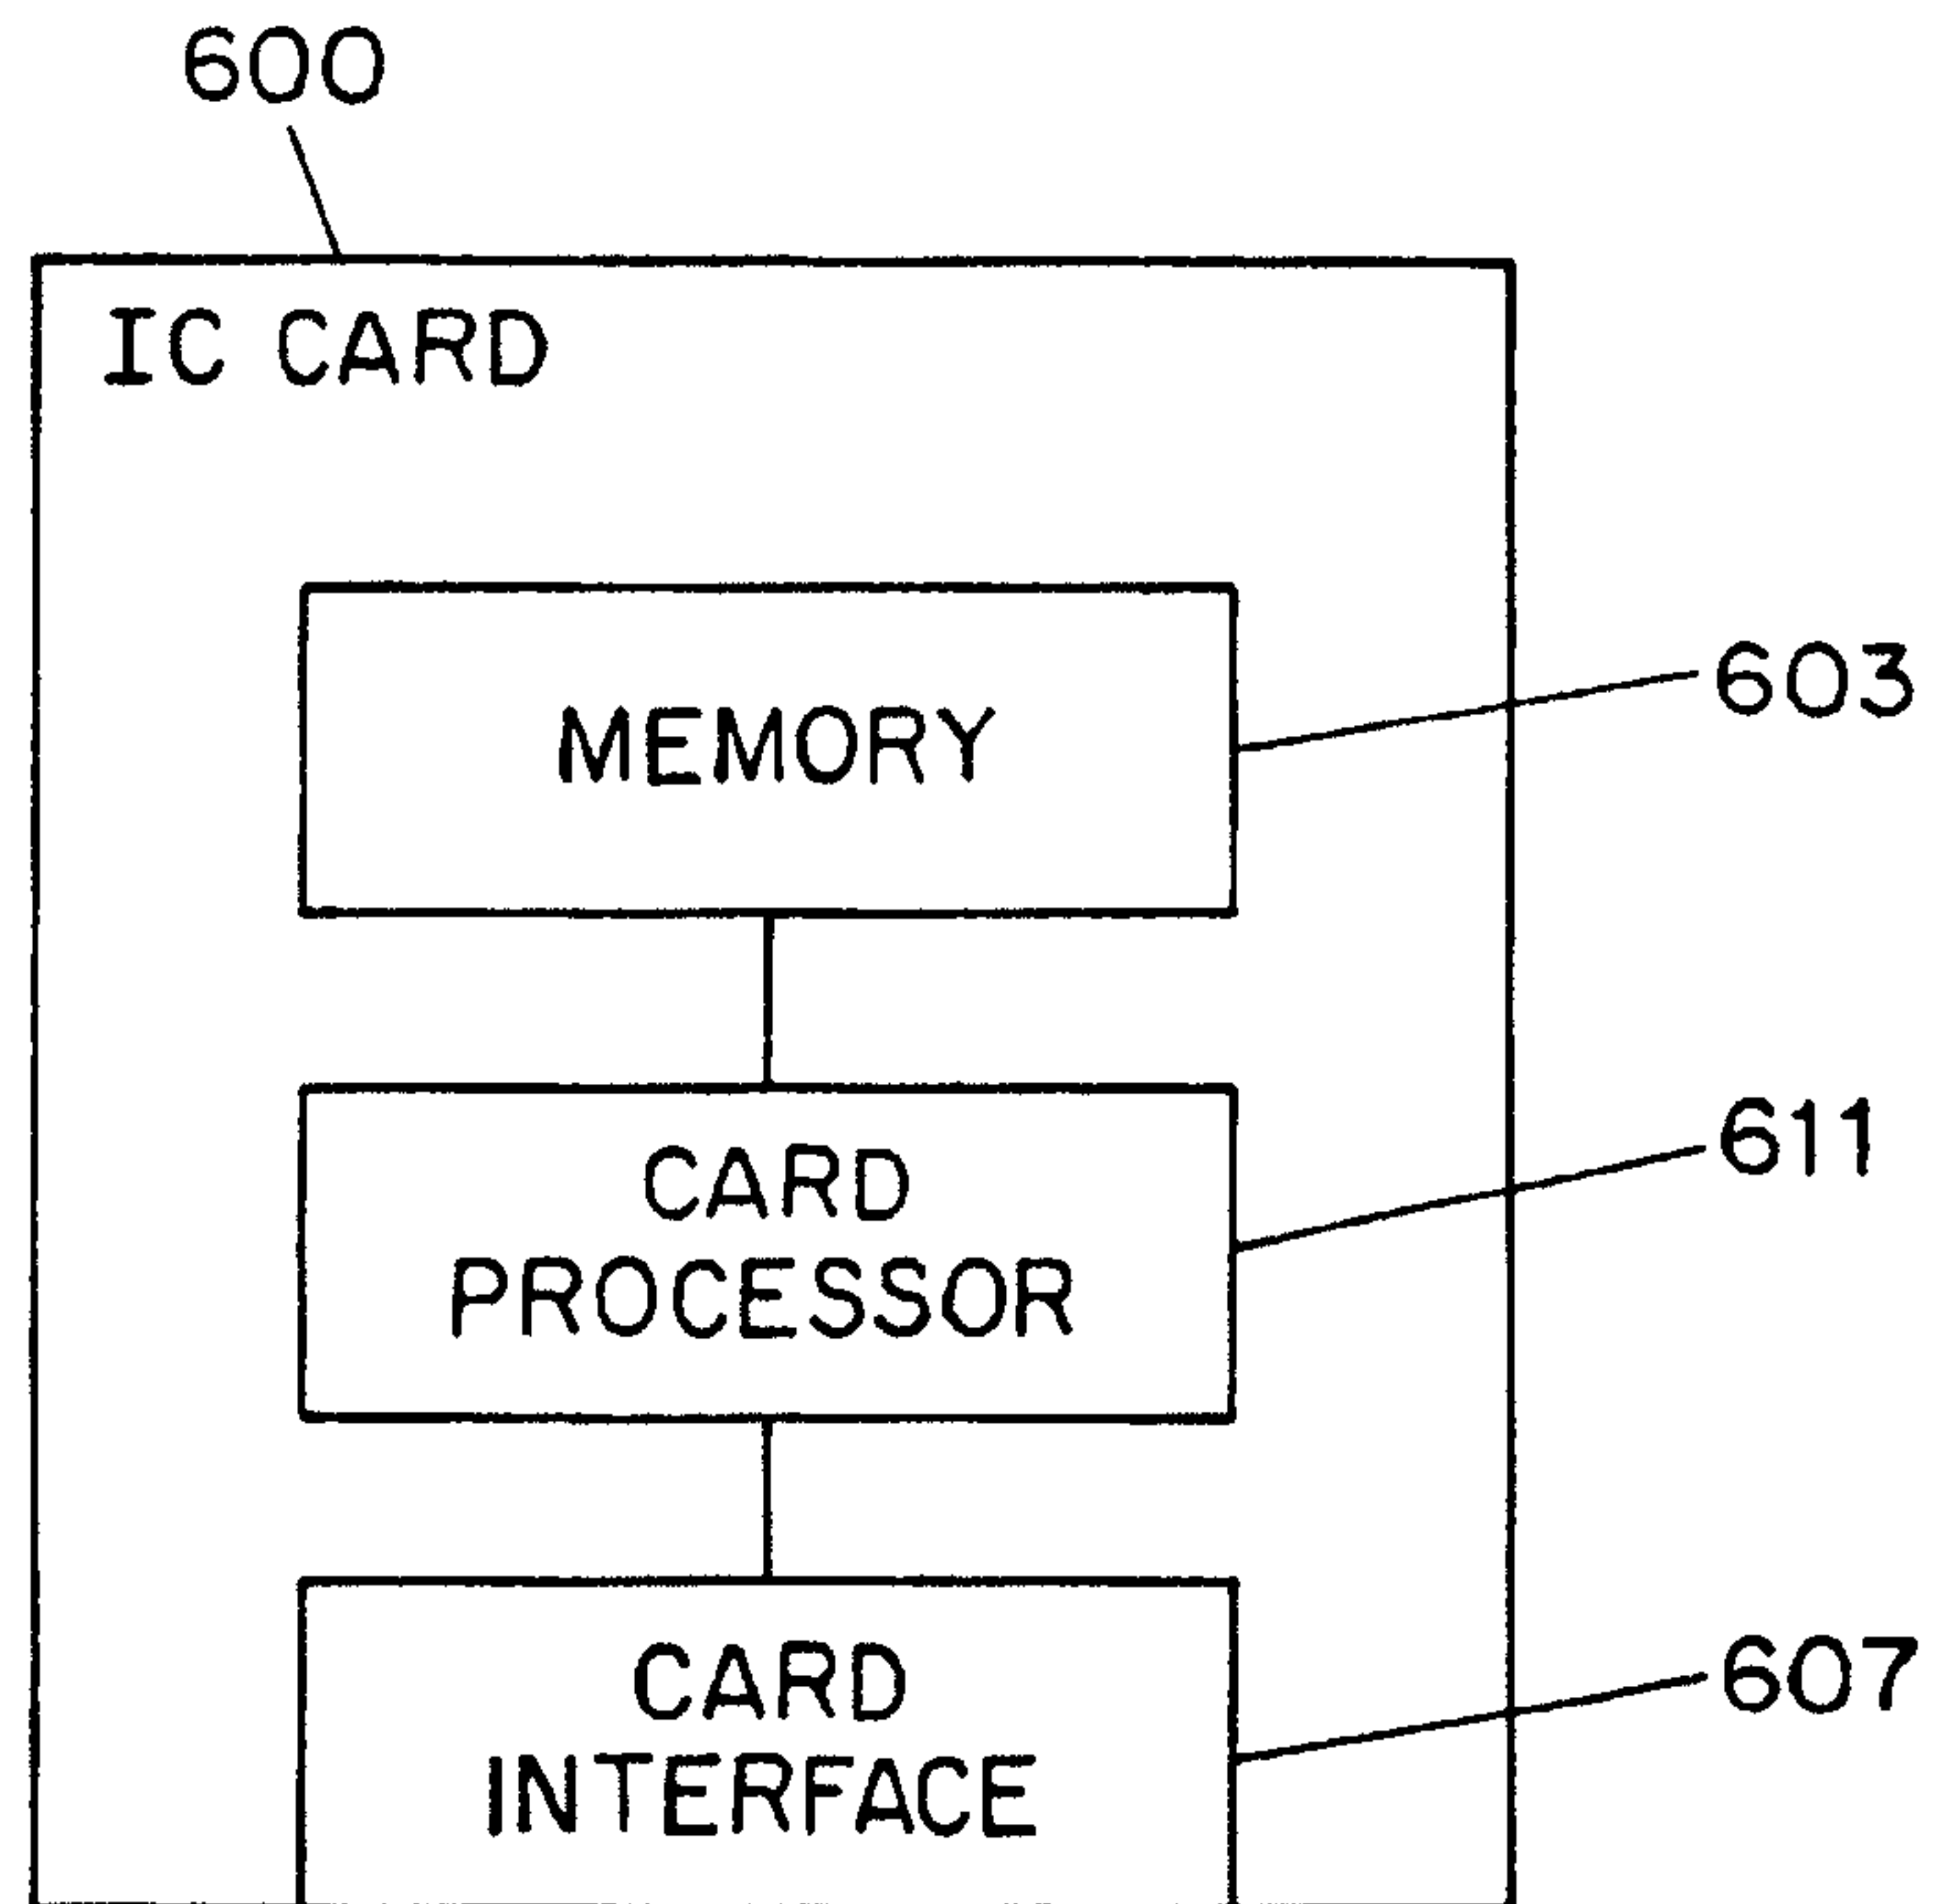 600
IC CARD
MEMORY
603
CARD
PROCESSOR
611
CARD
INTERFACE
607